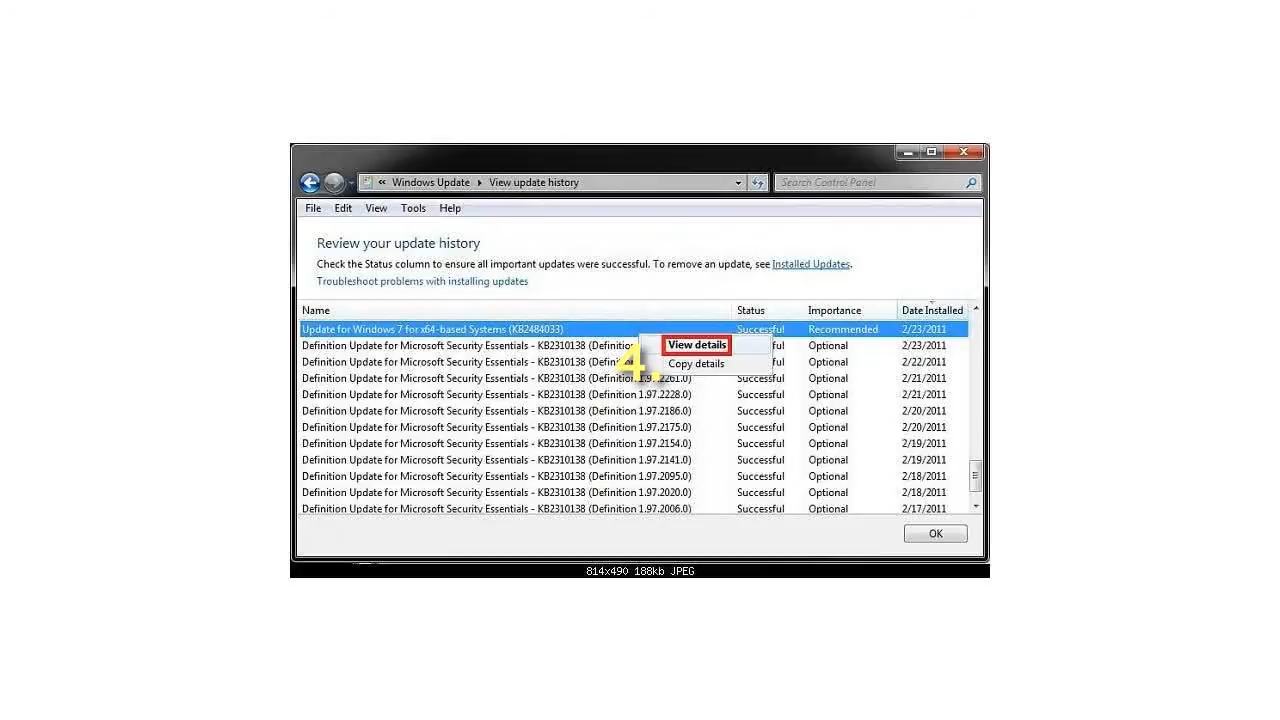 « Windows Update ▸ View update history
Search Control Panel
File Edit View Tools Help
Review your update history
Check the Status column to ensure all important updates were successful. To remove an update, see Installed Updates.
Troubleshoot problems with installing updates
Name Status Importance Date Installed
Update for Windows 7 for x64-based Systems (KB2484033) Successful Recommended 2/23/2011
Definition Update for Microsoft Security Essentials - KB2310138 (Definition View details Optional 2/23/2011
Definition Update for Microsoft Security Essentials - KB2310138 4. Copy details Optional 2/22/2011
Definition Update for Microsoft Security Essentials - KB2310138 (Definition 1.97.2261.0) Successful Optional 2/21/2011
Definition Update for Microsoft Security Essentials - KB2310138 (Definition 1.97.2228.0) Successful Optional 2/21/2011
Definition Update for Microsoft Security Essentials - KB2310138 (Definition 1.97.2186.0) Successful Optional 2/20/2011
Definition Update for Microsoft Security Essentials - KB2310138 (Definition 1.97.2175.0) Successful Optional 2/20/2011
Definition Update for Microsoft Security Essentials - KB2310138 (Definition 1.97.2154.0) Successful Optional 2/19/2011
Definition Update for Microsoft Security Essentials - KB2310138 (Definition 1.97.2141.0) Successful Optional 2/19/2011
Definition Update for Microsoft Security Essentials - KB2310138 (Definition 1.97.2095.0) Successful Optional 2/18/2011
Definition Update for Microsoft Security Essentials - KB2310138 (Definition 1.97.2020.0) Successful Optional 2/18/2011
Definition Update for Microsoft Security Essentials - KB2310138 (Definition 1.97.2006.0) Successful Optional 2/17/2011
OK
814x490 188kb JPEG